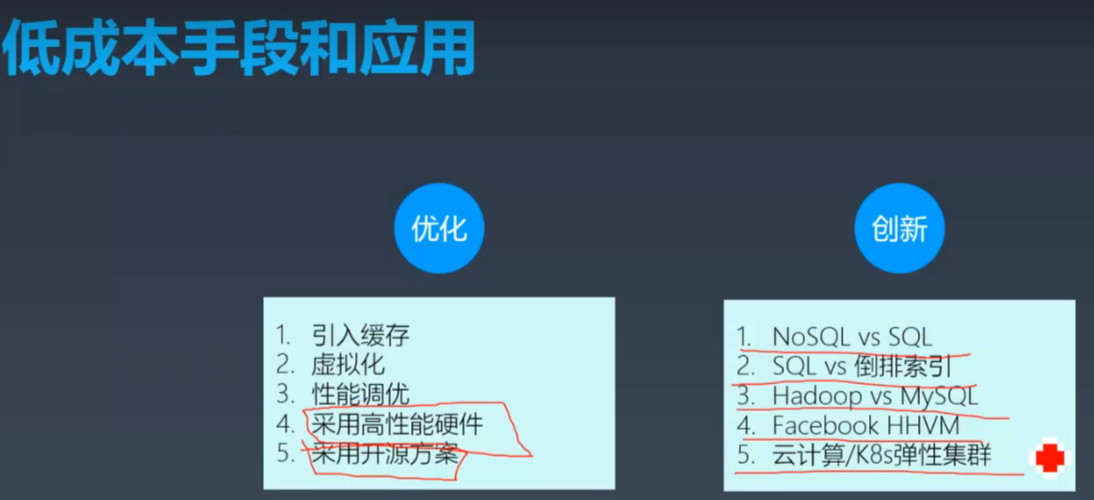 低成本手段和应用
优化
1. 引入缓存
2. 虚拟化
3. 性能调优
4. 采用高性能硬件
5. 采用开源方案
创新
1. NoSQL vs SQL
2. SQL vs 倒排索引
3. Hadoop vs MySQL
4. Facebook HHVM
5. 云计算/K8s弹性集群